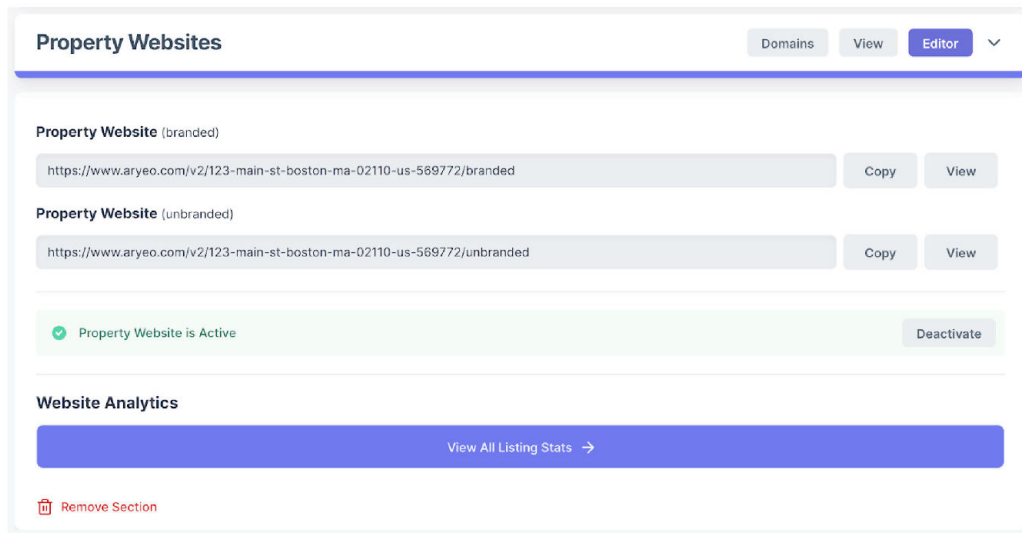 Property Websites
Domains
View
Editor
Property Website (branded)
https://www.aryeo.com/v2/123-main-st-boston-ma-02110-us-569772/branded
Copy
View
Property Website (unbranded)
https://www.aryeo.com/v2/123-main-st-boston-ma-02110-us-569772/unbranded
Copy
View
Property Website is Active
Deactivate
Website Analytics
View All Listing Stats →
Remove Section